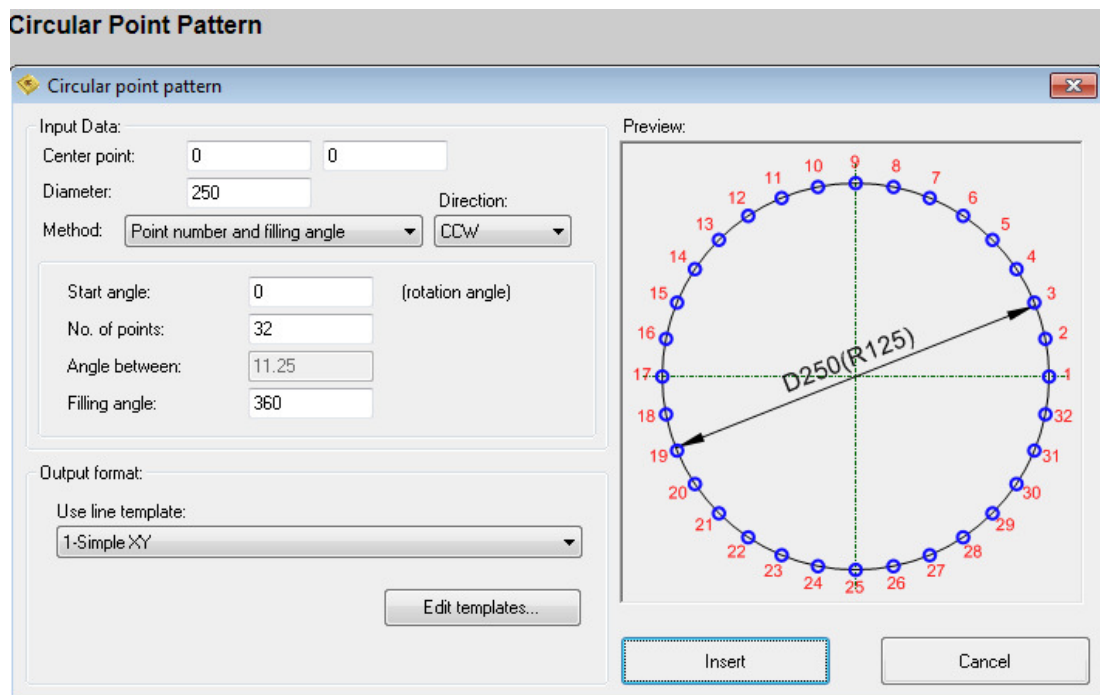 Circular Point Pattern
Circular point pattern
Input Data:
Center point: 0 0
Diameter: 250
Direction:
Method: Point number and filling angle CCW
Start angle: 0 (rotation angle)
No. of points: 32
Angle between: 11.25
Filling angle: 360
Output format:
Use line template:
1-Simple XY
Edit templates...
Preview:
9
10 8
11 7
12 6
13 5
14 4
15 3
16 2
D250(R125)
17 1
18 32
19 31
20 30
21 29
22 28
23 27
24 26
25
Insert Cancel